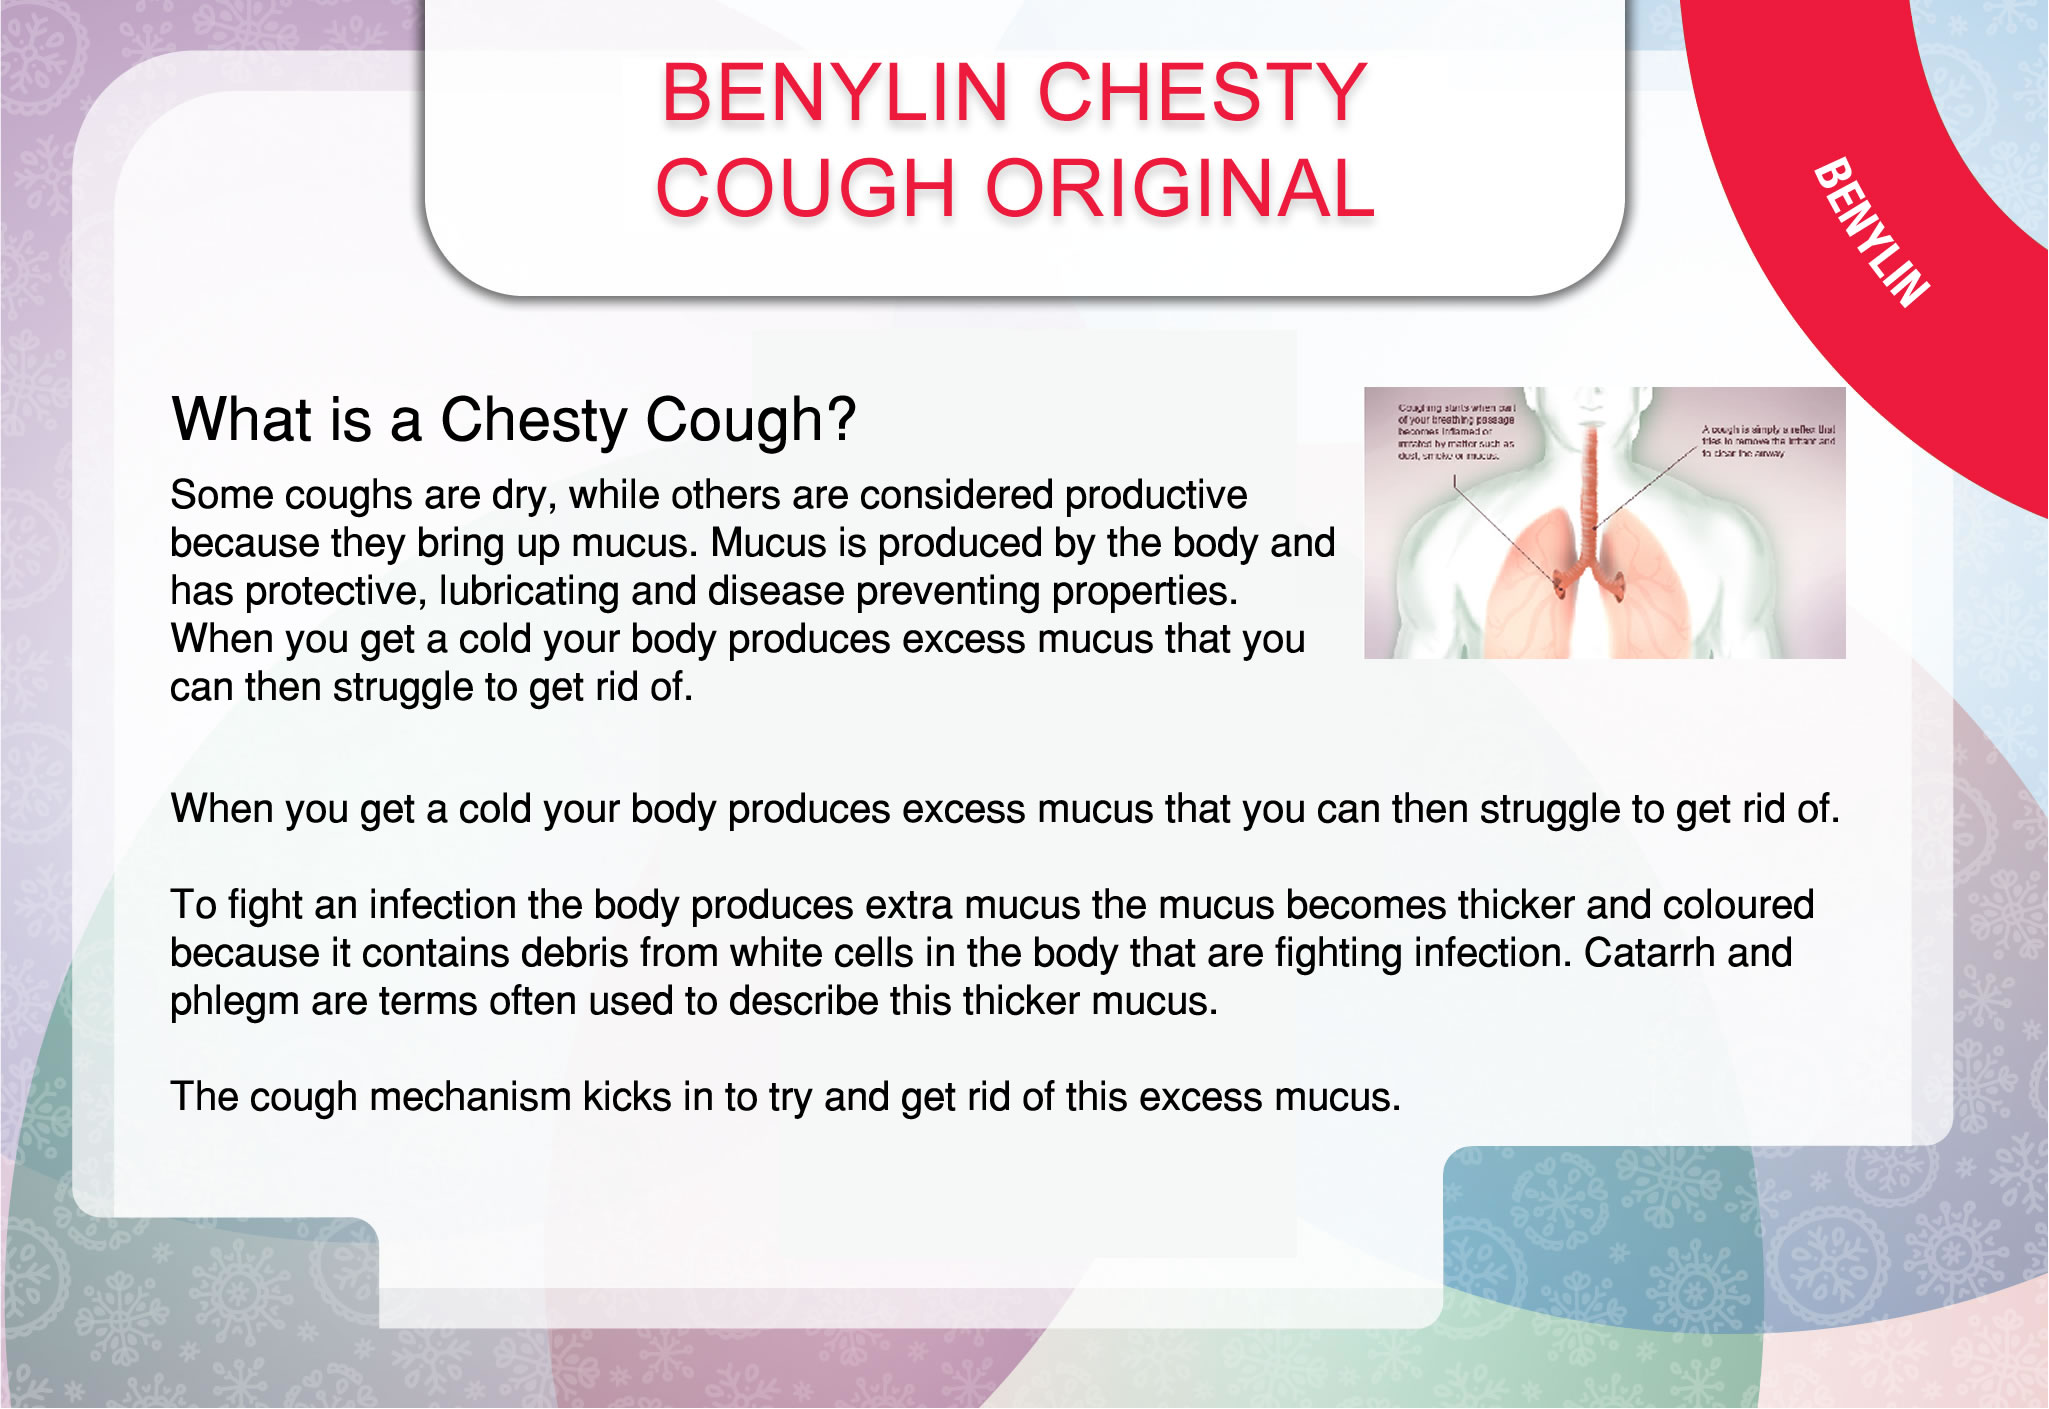 BENYLIN CHESTY
COUGH ORIGINAL
BENYLIN
What is a Chesty Cough?
Some coughs are dry, while others are considered productive
because they bring up mucus. Mucus is produced by the body and
has protective, lubricating and disease preventing properties.
When you get a cold your body produces excess mucus that you
can then struggle to get rid of.
Coughing starts when part
of your breathing passage
becomes inflamed or
irritated by matter such as
dust, smoke or mucus.
A cough is simply a reflex that
tries to remove the irritant and
to clear the airway
When you get a cold your body produces excess mucus that you can then struggle to get rid of.
To fight an infection the body produces extra mucus the mucus becomes thicker and coloured
because it contains debris from white cells in the body that are fighting infection. Catarrh and
phlegm are terms often used to describe this thicker mucus.
The cough mechanism kicks in to try and get rid of this excess mucus.